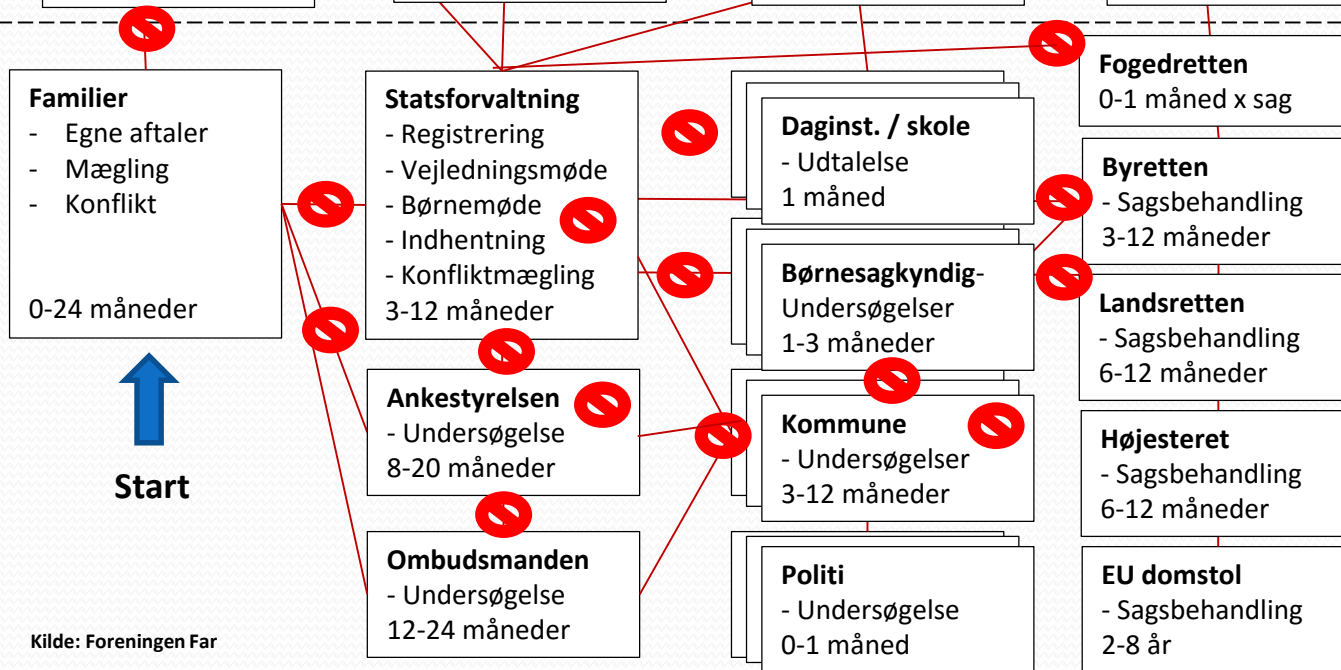 Familier
- Egne aftaler
- Mægling
- Konflikt
0-24 måneder
Start
Kilde: Foreningen Far
Statsforvaltning
- Registrering
- Vejledningsmøde
- Børnemøde
- Indhentning
- Konfliktmægling
3-12 måneder
Ankestyrelsen
- Undersøgelse
8-20 måneder
Ombudsmanden
- Undersøgelse
12-24 måneder
Daginst. / skole
- Udtalelse
1 måned
Børnesagkyndig-
Undersøgelser
1-3 måneder
Kommune
- Undersøgelser
3-12 måneder
Politi
- Undersøgelse
0-1 måned
Fogedretten
0-1 måned x sag
Byretten
- Sagsbehandling
3-12 måneder
Landsretten
- Sagsbehandling
6-12 måneder
Højesteret
- Sagsbehandling
6-12 måneder
EU domstol
- Sagsbehandling
2-8 år